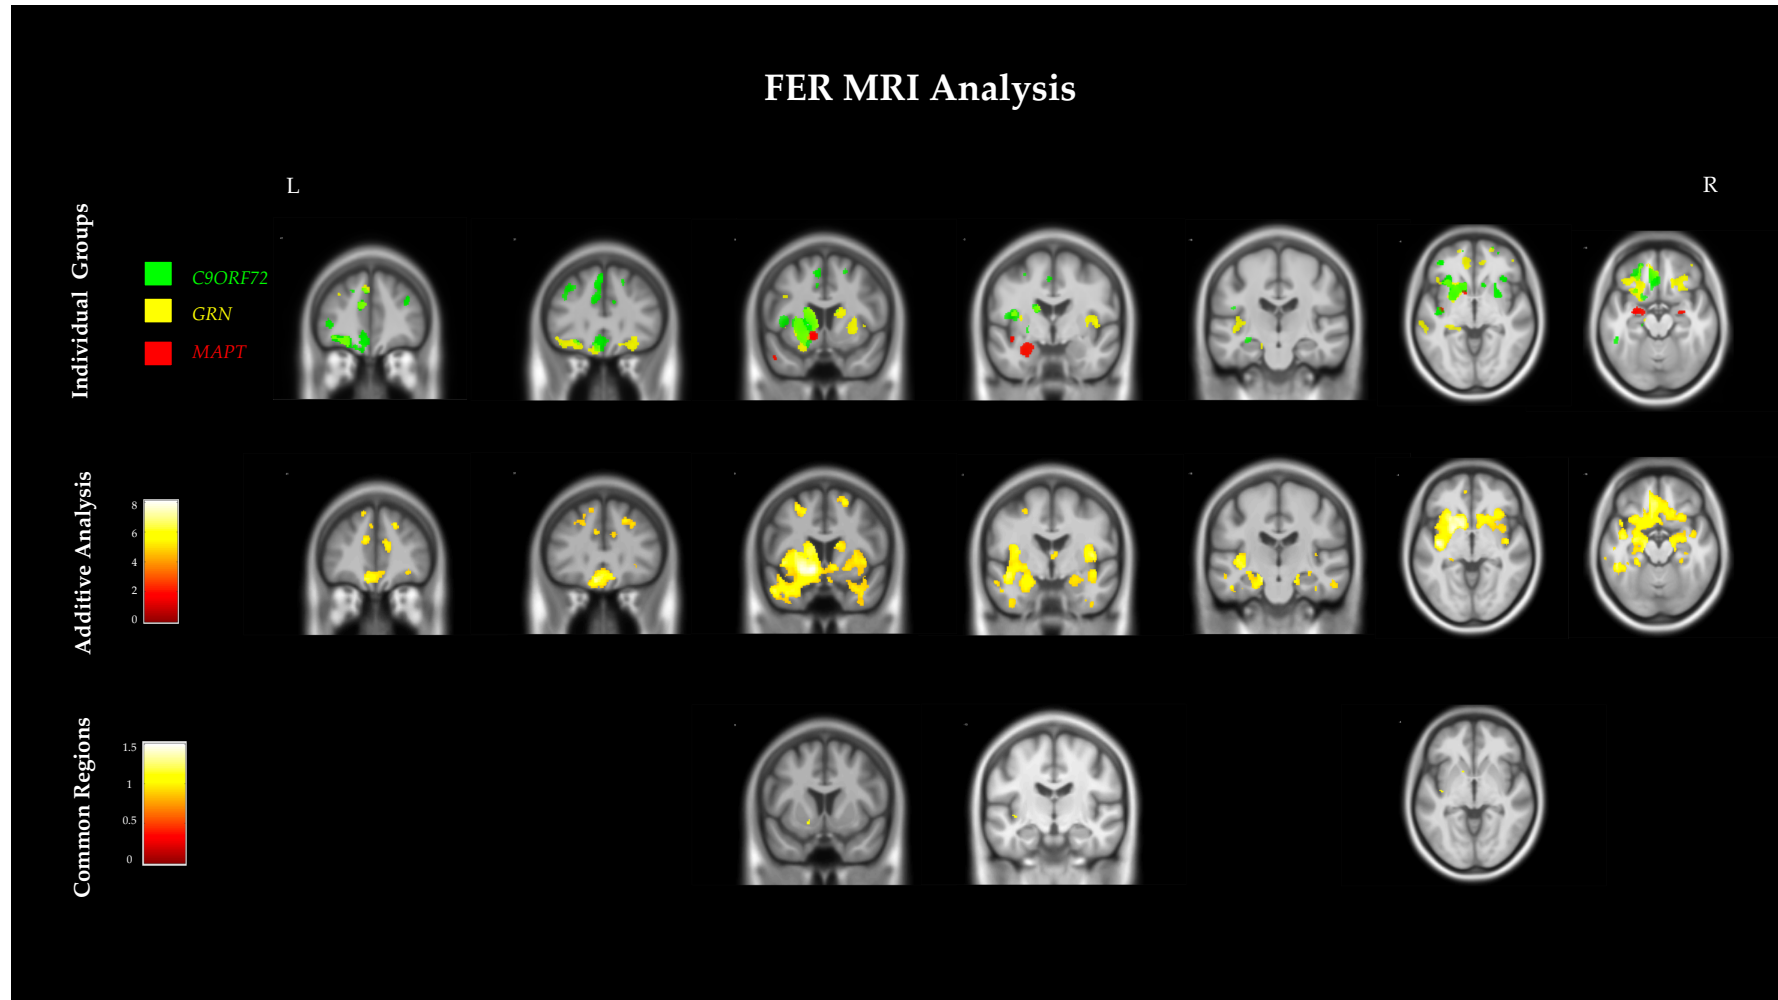 FER MRI Analysis
L
R
Individual Groups
C9ORF72
GRN
MAPT
Additive Analysis
8
6
4
2
0
Common Regions
1.5
1
0.5
0